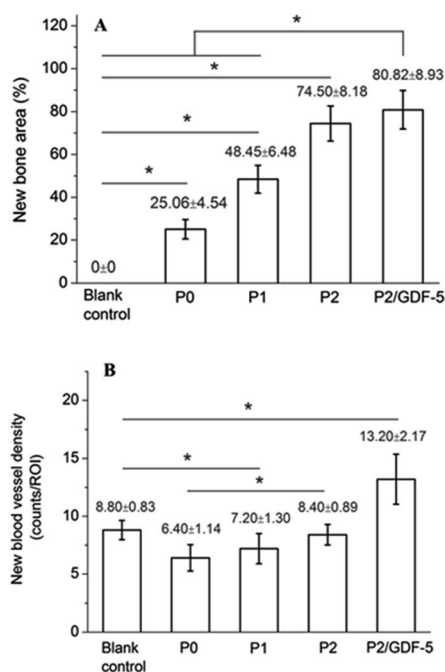 A
New bone area (%)
120
100
80
60
40
20
0
*
*
*
*
0±0
25.06±4.54
48.45±6.48
74.50±8.18
80.82±8.93
Blank
control
P0
P1
P2
P2/GDF-5
B
New blood vessel density
(counts/ROI)
20
15
10
5
0
*
*
*
8.80±0.83
6.40±1.14
7.20±1.30
8.40±0.89
13.20±2.17
Blank
control
P0
P1
P2
P2/GDF-5